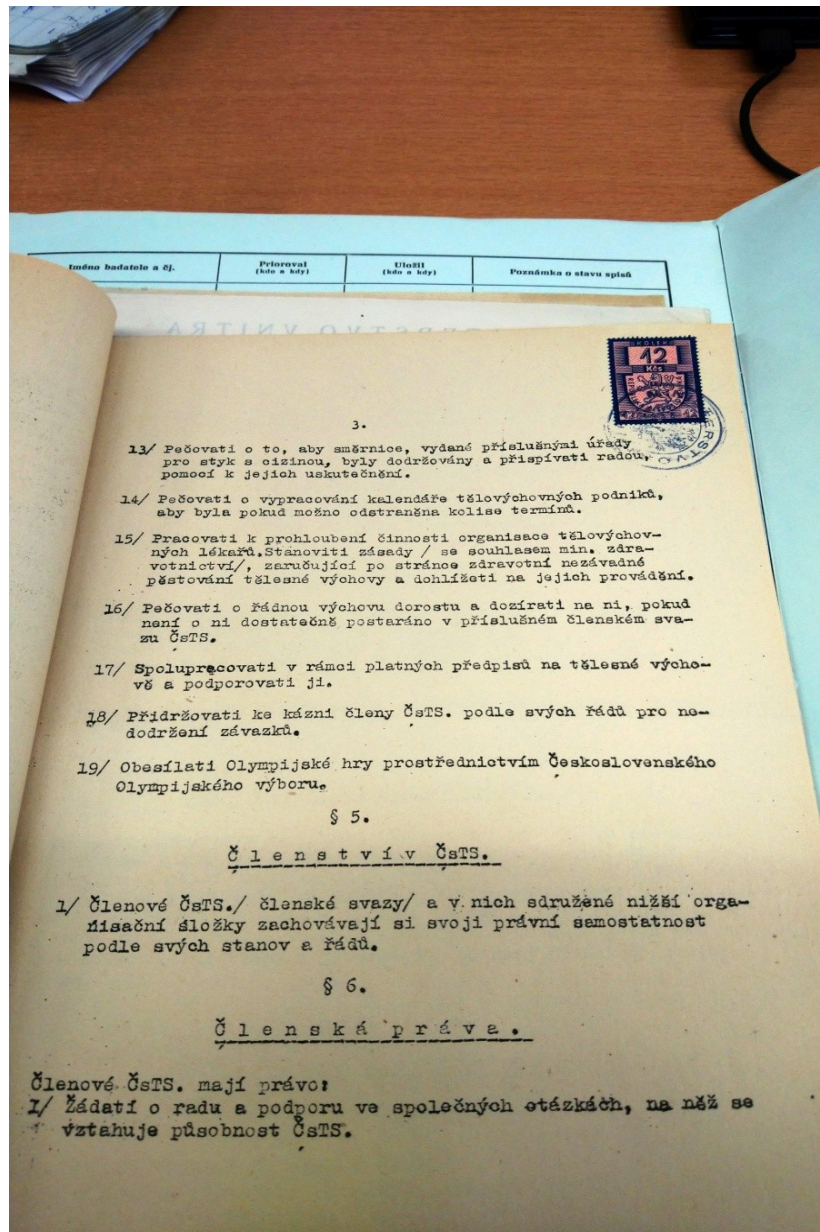 Jméno badatele a čj.
Prioroval
(kdo a kdy)
Uložil
(kdo a kdy)
Poznámka o stavu spisů
KOLEK
12
Kčs
3.
13/ Pečovati o to, aby směrnice, vydané příslušnými úřady
pro styk s cizinou, byly dodržovány a přispívati radou,
pomocí k jejich uskutečnění.
14/ Pečovati o vypracování kalendáře tělovýchovných podniků,
aby byla pokud možno odstraněna kolise termínů.
15/ Pracovati k prohloubení činnosti organisace tělovýchov-
ných lékařů.Stanoviti zásady / se souhlasem min. zdra-
votnictví/, zaručující po stránce zdravotní nezávadné
pěstování tělesné výchovy a dohlížeti na jejich provádění.
16/ Pečovati o řádnou výchovu dorostu a dozírati na ni, pokud
není o ni dostatečně postaráno v příslušném členském sva-
zu ČsTS.
17/ Spolupracovati v rámci platných předpisů na tělesné výcho-
vě a podporovati ji.
18/ Přidržovati ke kázni členy ČsTS. podle svých řádů pro ne-
dodržení závazků.
19/ Obesílati Olympijské hry prostřednictvím Československého
Olympijského výboru.
§ 5.
Č l e n s t v í v ČsTS.
1/ Členové ČsTS./ členské svazy/ a v nich sdružené nižší orga-
nisační složky zachovávají si svoji právní samostatnost
podle svých stanov a řádů.
§ 6.
Č l e n s k á p r á v a .
Členové ČsTS. mají právo:
1/ Žádati o radu a podporu ve společných otázkách, na něž se
vztahuje působnost ČsTS.